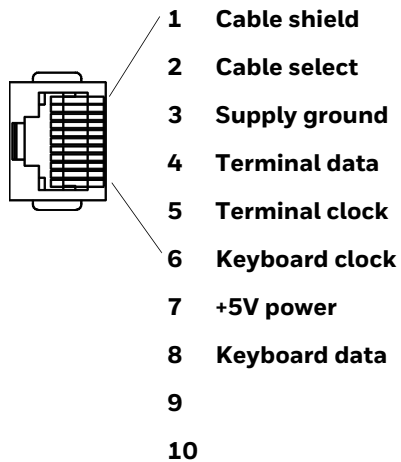 1 Cable shield
2 Cable select
3 Supply ground
4 Terminal data
5 Terminal clock
6 Keyboard clock
7 +5V power
8 Keyboard data
9
10